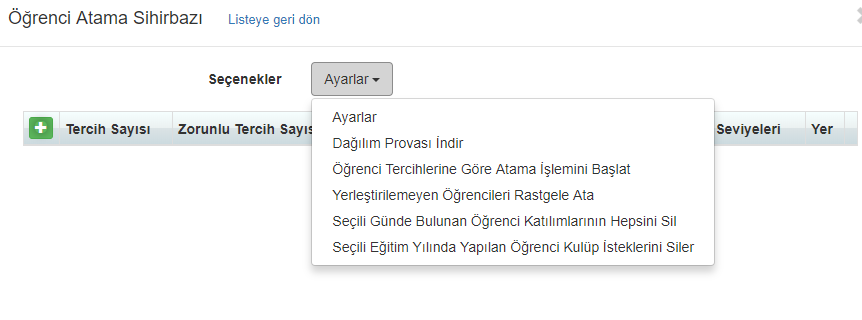 Öğrenci Atama Sihirbazı Listeye geri dön
Seçenekler Ayarlar
Tercih Sayısı Zorunlu Tercih Sayıs Seviyeleri Yer
Ayarlar
Dağılım Provası İndir
Öğrenci Tercihlerine Göre Atama İşlemini Başlat
Yerleştirilemeyen Öğrencileri Rastgele Ata
Seçili Günde Bulunan Öğrenci Katılımlarının Hepsini Sil
Seçili Eğitim Yılında Yapılan Öğrenci Kulüp İsteklerini Siler